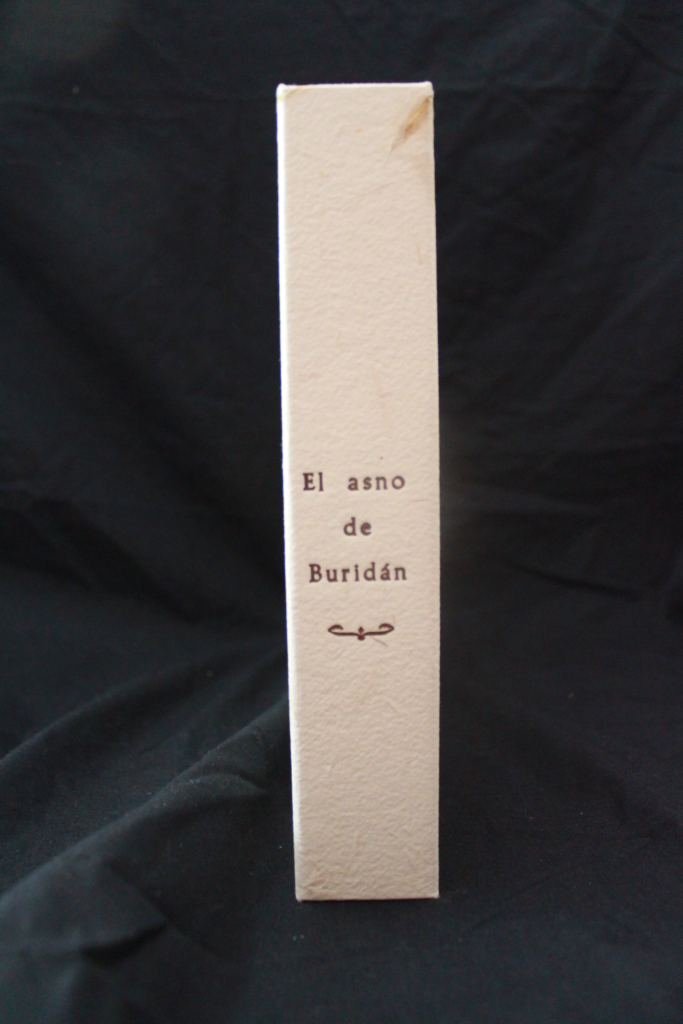 El asno
de
Buridán